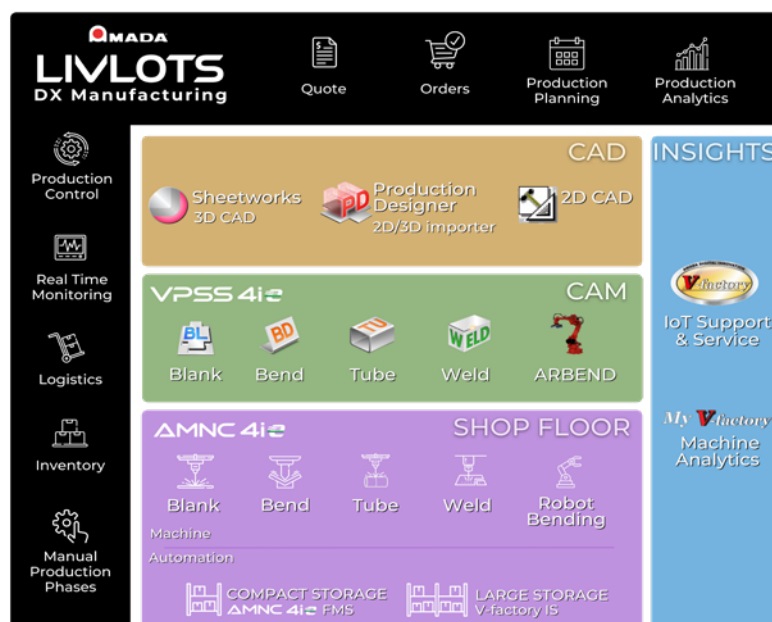 AMADA
LIVLOTS
DX Manufacturing
Quote
Orders
Production
Planning
Production
Analytics
Production
Control
Real Time
Monitoring
Logistics
Inventory
Manual
Production
Phases
CAD
Sheetworks
3D CAD
PD
Production
Designer
2D/3D importer
2D CAD
VPSS 4ie
CAM
BL
Blank
BD
Bend
TU
Tube
WELD
Weld
ARBEND
AMNC 4ie
SHOP FLOOR
Blank
Bend
Tube
Weld
Robot
Bending
Machine
Automation
COMPACT STORAGE
AMNC 4ie FMS
LARGE STORAGE
V-factory IS
INSIGHTS
V-factory
IoT Support
& Service
My V-factory
Machine
Analytics